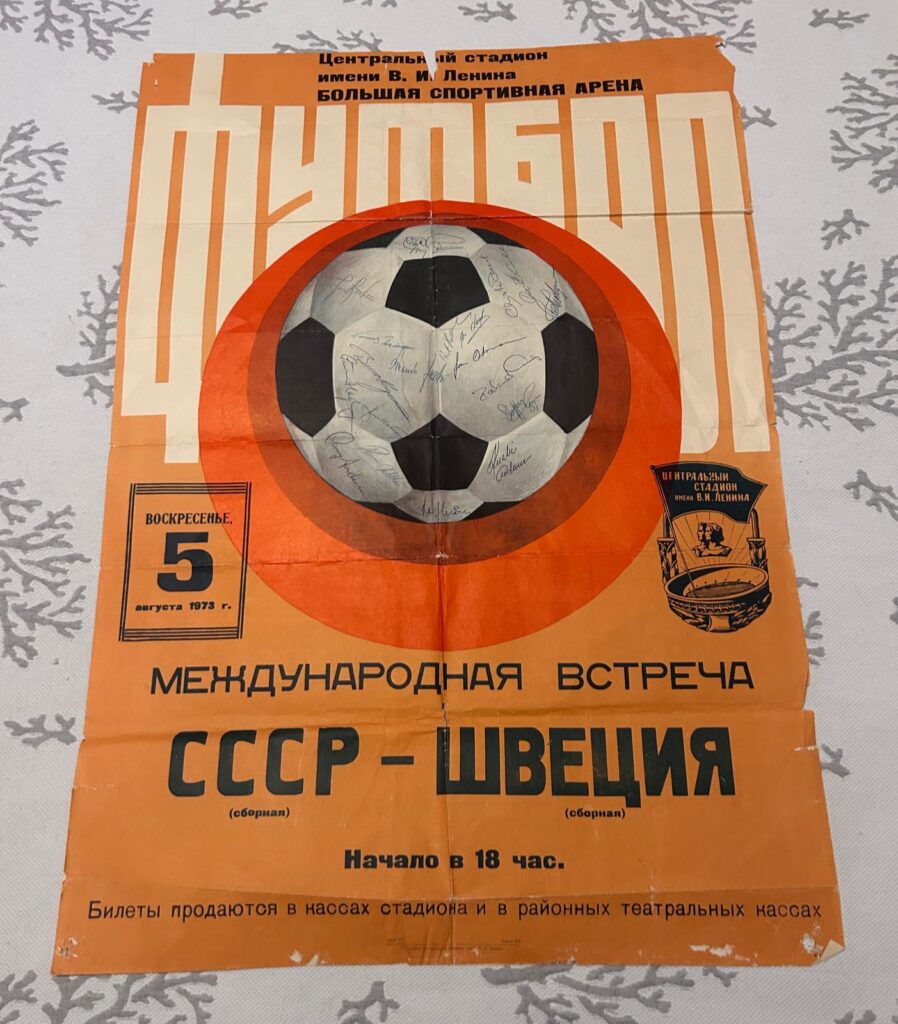 Центральный стадион
имени В. И. Ленина
БОЛЬШАЯ СПОРТИВНАЯ АРЕНА
ФУТБОЛ
ВОСКРЕСЕНЬЕ,
5
августа 1973 г.
ЦЕНТРАЛЬНЫЙ
СТАДИОН
ИМЕНИ В.И. ЛЕНИНА
МЕЖДУНАРОДНАЯ ВСТРЕЧА
СССР – ШВЕЦИЯ
(сборная) (сборная)
Начало в 18 час.
Билеты продаются в кассах стадиона и в районных театральных кассах